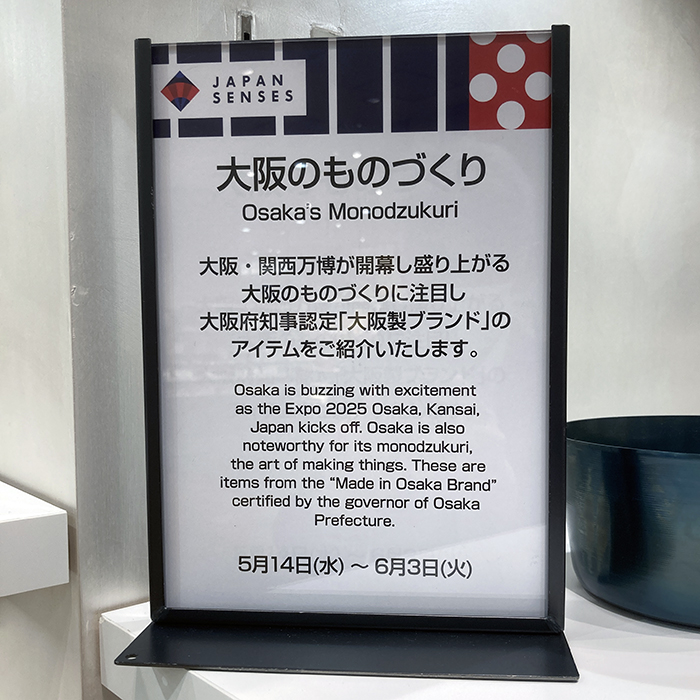 JAPAN
SENSES
大阪のものづくり
Osaka's Monodzukuri
大阪・関西万博が開幕し盛り上がる
大阪のものづくりに注目し
大阪府知事認定「大阪製ブランド」の
アイテムをご紹介いたします。
Osaka is buzzing with excitement
as the Expo 2025 Osaka, Kansai,
Japan kicks off. Osaka is also
noteworthy for its monodzukuri,
the art of making things. These are
items from the “Made in Osaka Brand”
certified by the governor of Osaka
Prefecture.
5月14日(水) ~ 6月3日(火)